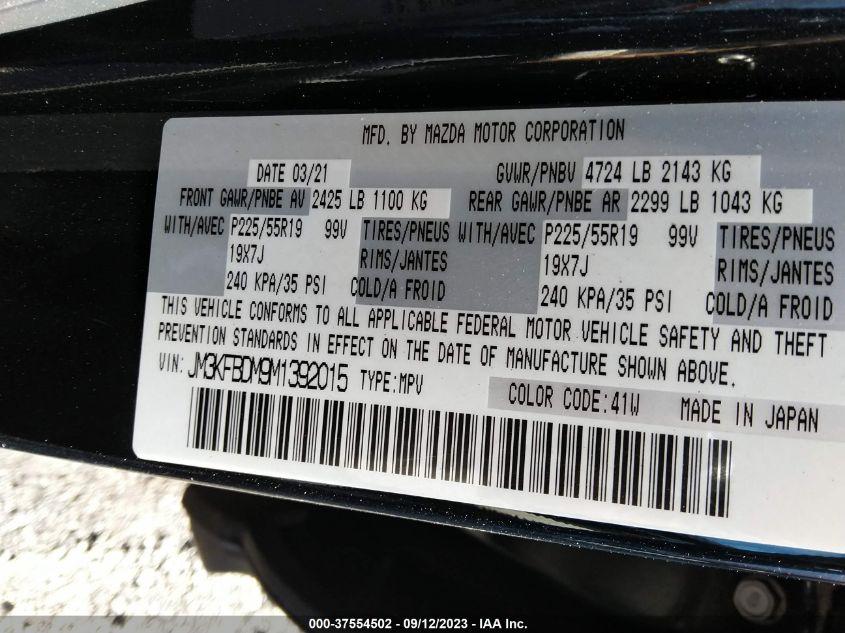 MFD. BY MAZDA MOTOR CORPORATION
DATE 03/21 GVWR/PNBV 4724 LB 2143 KG
FRONT GAWR/PNBE AV 2425 LB 1100 KG REAR GAWR/PNBE AR 2299 LB 1043 KG
WITH/AVEC P225/55R19 99V TIRES/PNEUS WITH/AVEC P225/55R19 99V TIRES/PNEUS
19X7J RIMS/JANTES 19X7J RIMS/JANTES
240 KPA/35 PSI COLD/A FROID 240 KPA/35 PSI COLD/A FROID
THIS VEHICLE CONFORMS TO ALL APPLICABLE FEDERAL MOTOR VEHICLE SAFETY AND THEFT
PREVENTION STANDARDS IN EFFECT ON THE DATE OF MANUFACTURE SHOWN ABOVE.
VIN: JM3KFBDM9M1392015 TYPE:MPV
COLOR CODE:41W MADE IN JAPAN
000-37554502 - 09/12/2023 - IAA Inc.